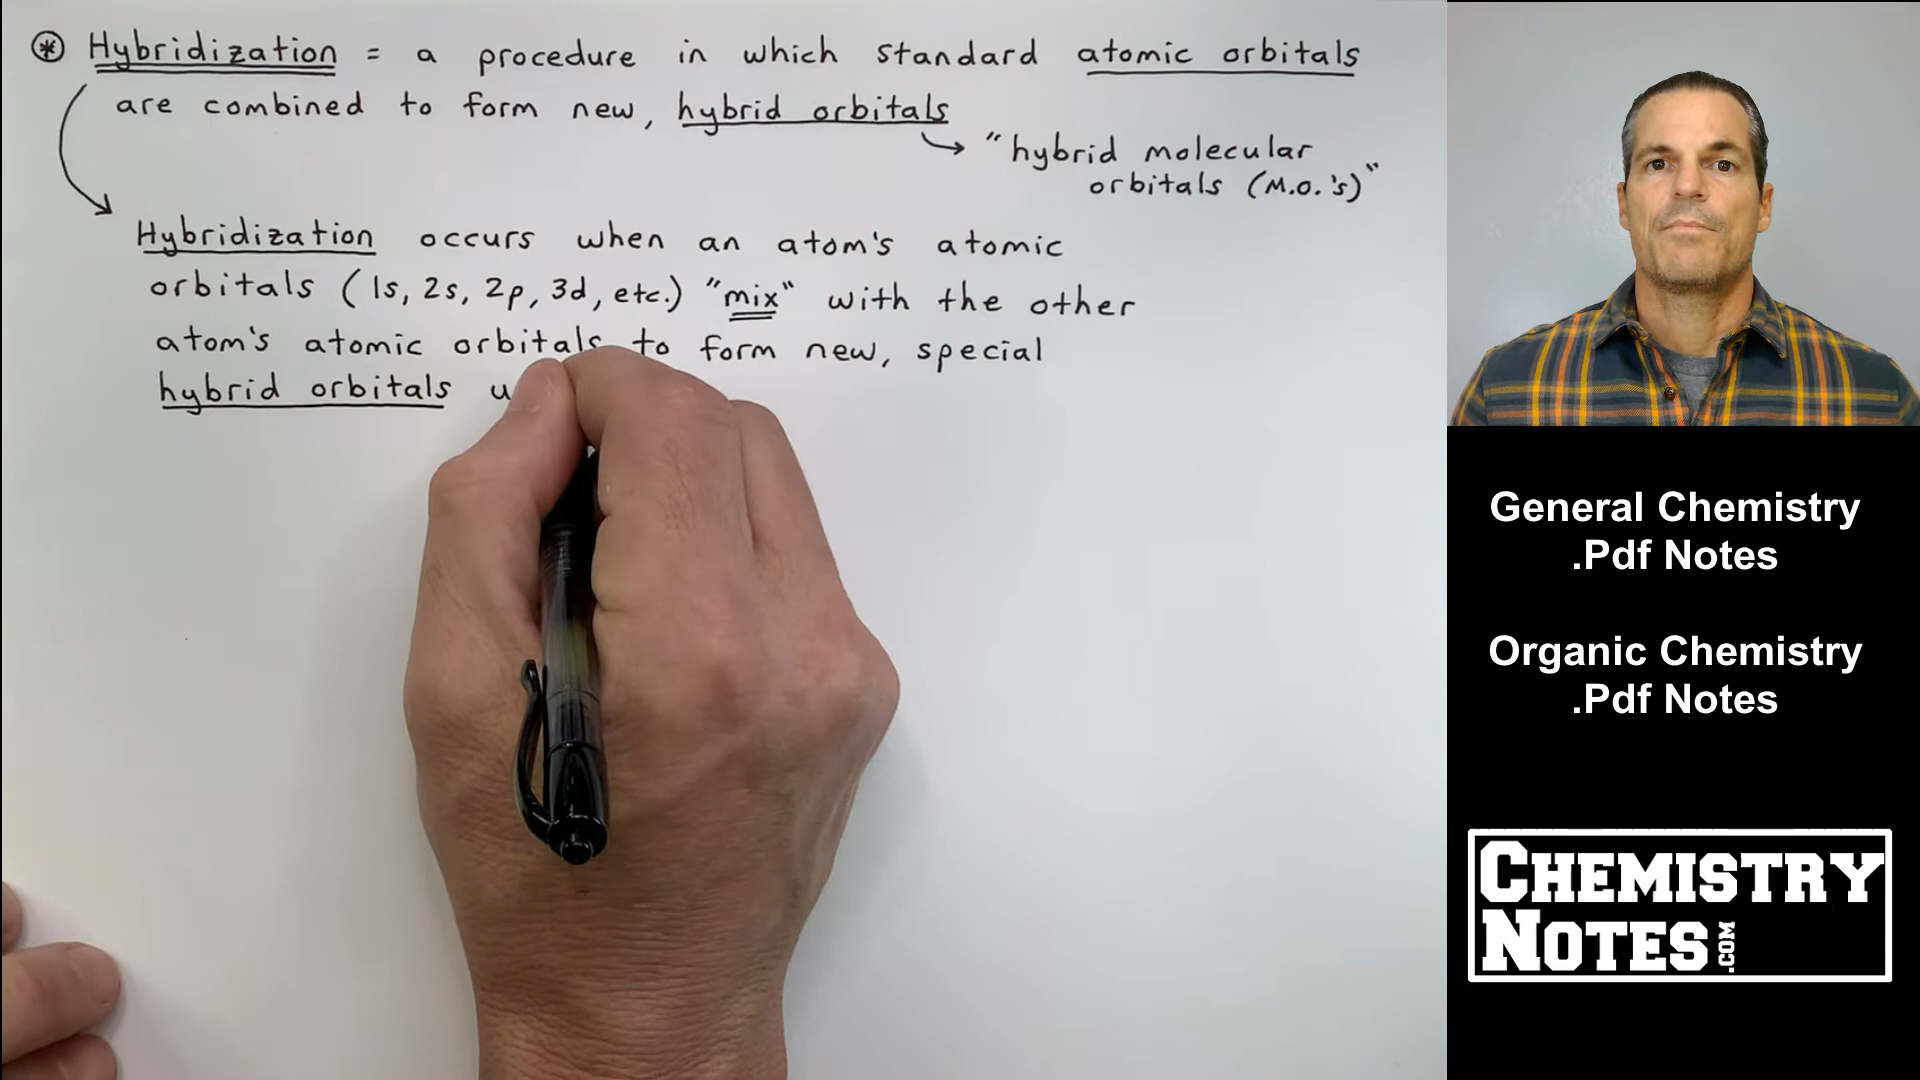 * Hybridization = a procedure in which standard atomic orbitals
are combined to form new, hybrid orbitals
→ "hybrid molecular
orbitals (M.O.'s)"
Hybridization occurs when an atom's atomic
orbitals (1s, 2s, 2p, 3d, etc.) "mix" with the other
atom's atomic orbitals to form new, special
hybrid orbitals
General Chemistry
.Pdf Notes
Organic Chemistry
.Pdf Notes
CHEMISTRY
NOTES.COM